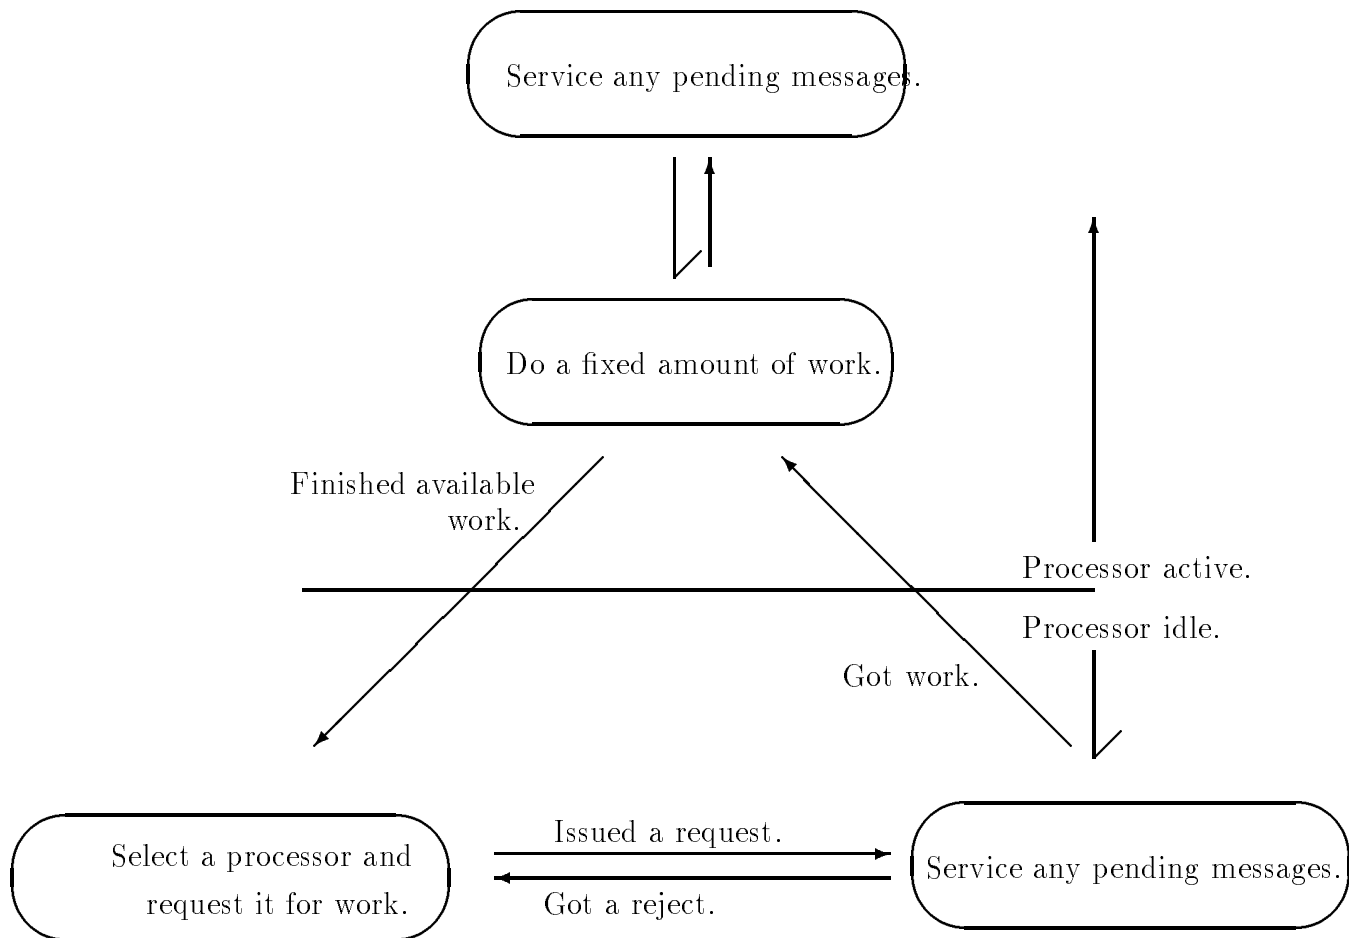 Service any pending messages.
Do a fixed amount of work.
Finished available
work.
Processor active.
Processor idle.
Got work.
Issued a request.
Select a processor and
request it for work.
Service any pending messages.
Got a reject.